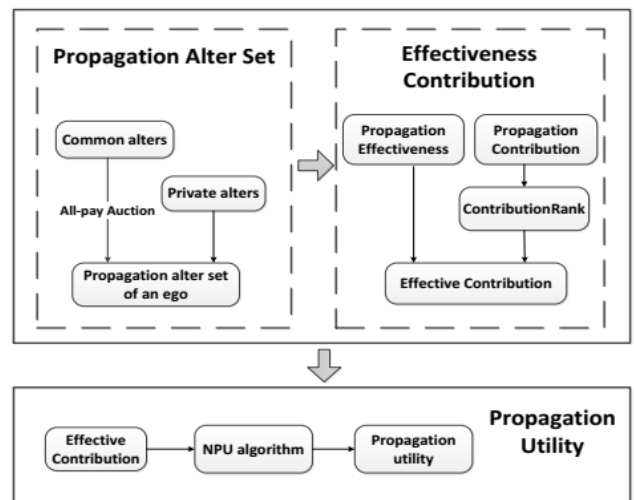 Propagation Alter Set
Common alters
All-pay Auction
Private alters
Propagation alter set
of an ego
Effectiveness
Contribution
Propagation
Effectiveness
Propagation
Contribution
ContributionRank
Effective Contribution
Effective
Contribution
NPU algorithm
Propagation
utility
Propagation
Utility